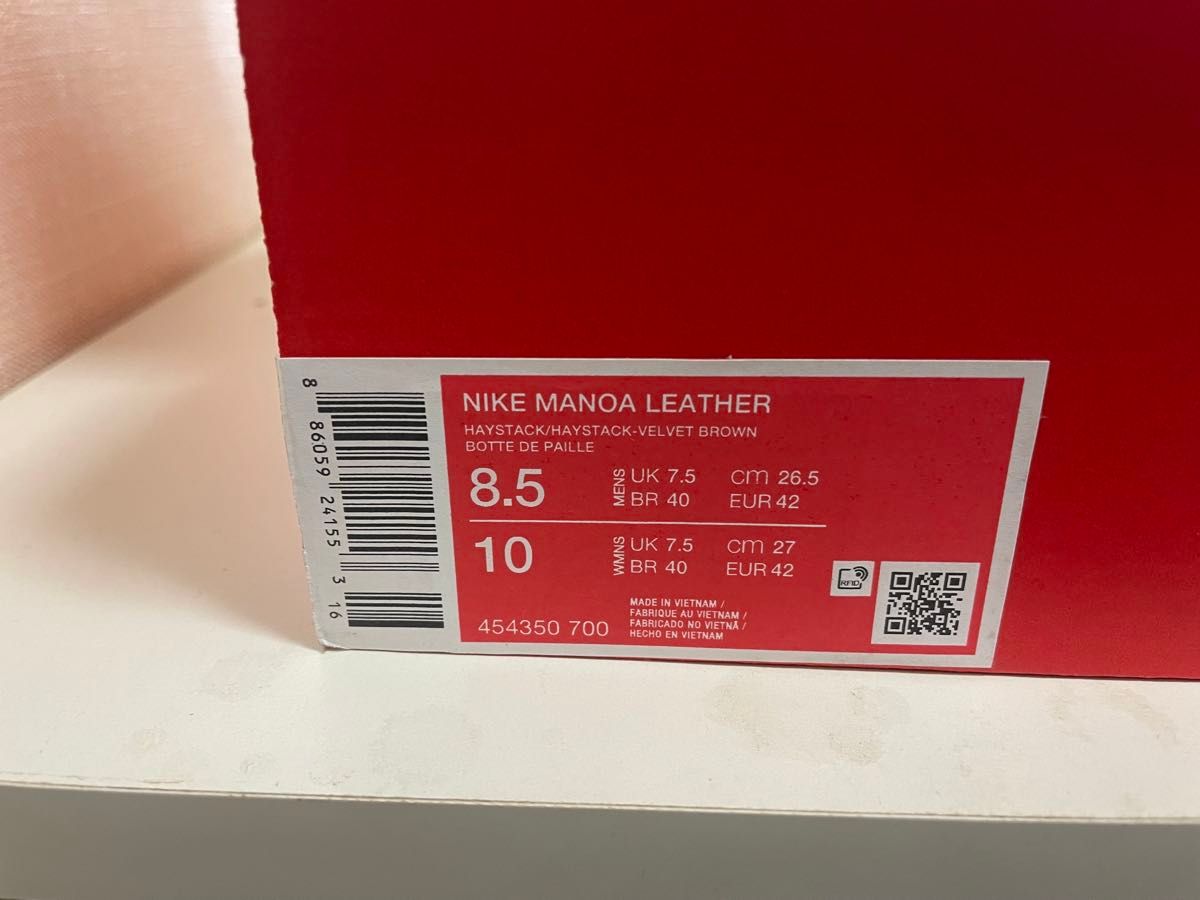 NIKE MANOA LEATHER
HAYSTACK/HAYSTACK-VELVET BROWN
BOTTE DE PAILLE
8.5 MENS UK 7.5 cm 26.5
BR 40 EUR 42
10 WMNS UK 7.5 cm 27
BR 40 EUR 42
454350 700
MADE IN VIETNAM /
FABRIQUE AU VIETNAM /
FABRICADO NO VIETNÃ /
HECHO EN VIETNAM
RFID
8 86059 24155 3 16